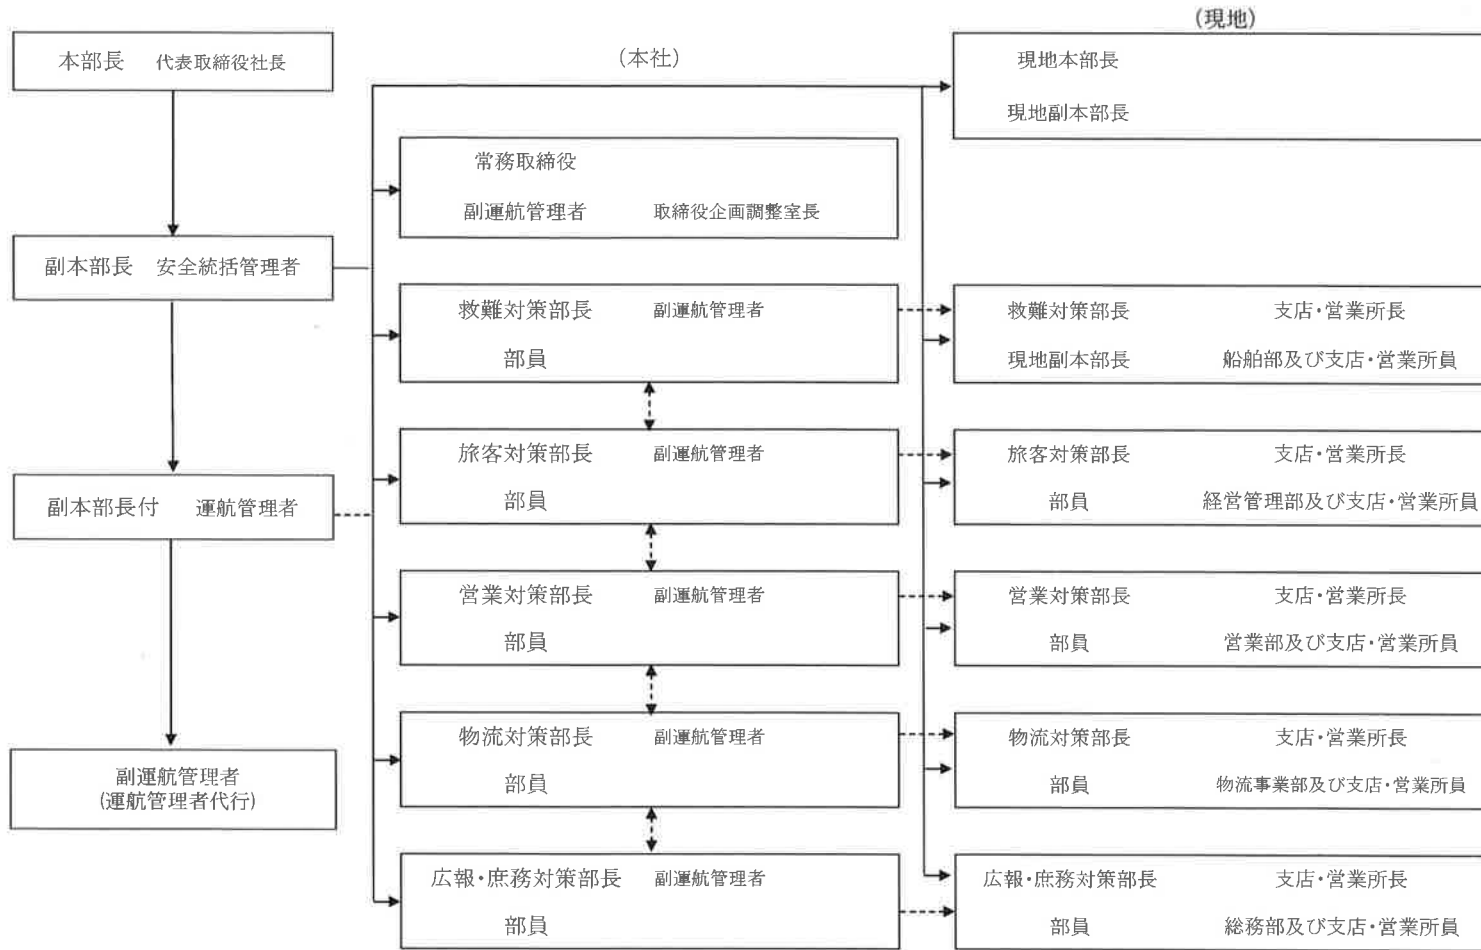 (現地)
(本社)
本部長 代表取締役社長
現地本部長
現地副本部長
常務取締役
副運航管理者 取締役企画調整室長
副本部長 安全統括管理者
救難対策部長 副運航管理者
部員
救難対策部長 支店・営業所長
現地副本部長 船舶部及び支店・営業所員
旅客対策部長 副運航管理者
部員
旅客対策部長 支店・営業所長
部員 経営管理部及び支店・営業所員
副本部長付 運航管理者
営業対策部長 副運航管理者
部員
営業対策部長 支店・営業所長
部員 営業部及び支店・営業所員
物流対策部長 副運航管理者
部員
物流対策部長 支店・営業所長
部員 物流事業部及び支店・営業所員
副運航管理者
(運航管理者代行)
広報・庶務対策部長 副運航管理者
部員
広報・庶務対策部長 支店・営業所長
部員 総務部及び支店・営業所員